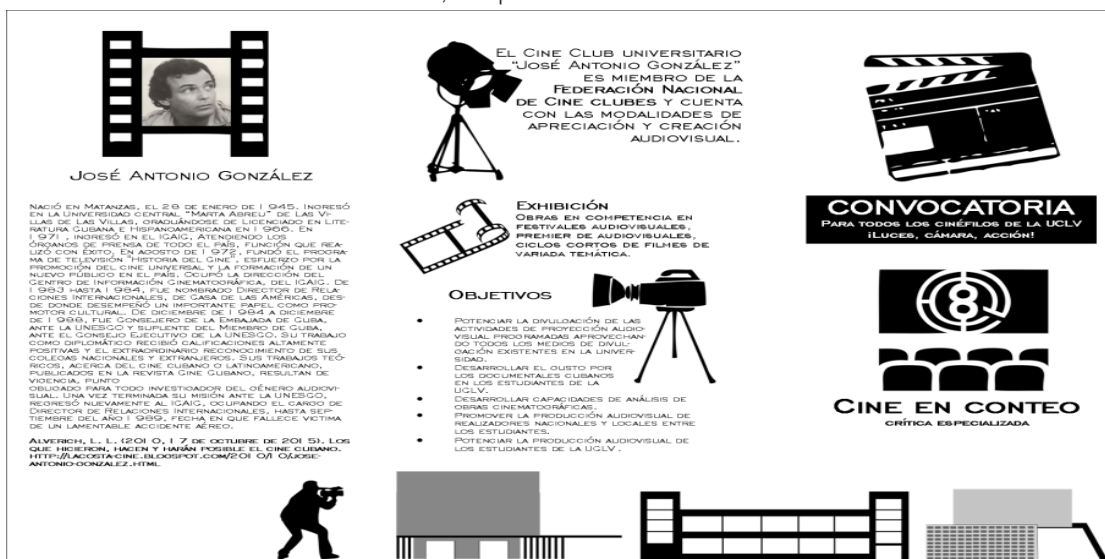 JOSÉ ANTONIO GONZÁLEZ
NACIÓ EN MATANZAS, EL 28 DE ENERO DE 1945. INGRESÓ
EN LA UNIVERSIDAD CENTRAL "MARTA ABREU" DE LAS VI-
LLAS DE LAS VILLAS, GRADUÁNDOSE DE LICENCIADO EN LITE-
RATURA CUBANA E HISPANOAMERICANA EN 1966. EN
1971, INGRESÓ EN EL ICAIC, ATENDIENDO LOS
ÓRGANOS DE PRENSA DE TODO EL PAÍS, FUNCIÓN QUE REA-
LIZÓ CON ÉXITO. EN AGOSTO DE 1972, FUNDÓ EL PROGRA-
MA DE TELEVISIÓN "HISTORIA DEL CINE", ESFUERZO POR LA
PROMOCIÓN DEL CINE UNIVERSAL Y LA FORMACIÓN DE UN
NUEVO PÚBLICO EN EL PAÍS. OCUPÓ LA DIRECCIÓN DEL
CENTRO DE INFORMACIÓN CINEMATOGRÁFICA, DEL ICAIC. DE
1983 HASTA 1984, FUE NOMBRADO DIRECTOR DE RELA-
CIONES INTERNACIONALES, DE CASA DE LAS AMÉRICAS, DES-
DE DONDE DESEMPEÑÓ UN IMPORTANTE PAPEL COMO PRO-
MOTOR CULTURAL. DE DICIEMBRE DE 1984 A DICIEMBRE
DE 1988, FUE CONSEJERO DE LA EMBAJADA DE CUBA,
ANTE LA UNESCO Y SUPLENTE DEL MIEMBRO DE CUBA,
ANTE EL CONSEJO EJECUTIVO DE LA UNESCO. SU TRABAJO
COMO DIPLOMÁTICO RECIBIÓ CALIFICACIONES ALTAMENTE
POSITIVAS Y EL EXTRAORDINARIO RECONOCIMIENTO DE SUS
COLEGAS NACIONALES Y EXTRANJEROS. SUS TRABAJOS TEÓ-
RICOS, ACERCA DEL CINE CUBANO O LATINOAMERICANO,
PUBLICADOS EN LA REVISTA CINE CUBANO, RESULTAN DE
VIGENCIA, PUNTO
OBLIGADO PARA TODO INVESTIGADOR DEL GÉNERO AUDIOVI-
SUAL. UNA VEZ TERMINADA SU MISIÓN ANTE LA UNESCO,
REGRESÓ NUEVAMENTE AL ICAIC, OCUPANDO EL CARGO DE
DIRECTOR DE RELACIONES INTERNACIONALES, HASTA SEP-
TIEMBRE DEL AÑO 1989, FECHA EN QUE FALLECE VICTIMA
DE UN LAMENTABLE ACCIDENTE AÉREO.
ALVERICH, L. L. (2010, 17 DE OCTUBRE DE 2015). LOS
QUE HICIERON, HACEN Y HARÁN POSIBLE EL CINE CUBANO.
HTTP://LACOSTA-CINE.BLOGSPOT.COM/2010/10/JOSE-
ANTONIO-GONZALEZ.HTML
EL CINE CLUB UNIVERSITARIO
"JOSÉ ANTONIO GONZÁLEZ"
ES MIEMBRO DE LA
FEDERACIÓN NACIONAL
DE CINE CLUBES Y CUENTA
CON LAS MODALIDADES DE
APRECIACIÓN Y CREACIÓN
AUDIOVISUAL.
EXHIBICIÓN
OBRAS EN COMPETENCIA EN
FESTIVALES AUDIOVISUALES,
PREMIER DE AUDIOVISUALES,
CICLOS CORTOS DE FILMES DE
VARIADA TEMÁTICA.
OBJETIVOS
• POTENCIAR LA DIVULGACIÓN DE LAS
ACTIVIDADES DE PROYECCIÓN AUDIO-
VISUAL PROGRAMADAS APROVECHAN-
DO TODOS LOS MEDIOS DE DIVUL-
GACIÓN EXISTENTES EN LA UNIVER-
SIDAD.
• DESARROLLAR EL GUSTO POR
LOS DOCUMENTALES CUBANOS
EN LOS ESTUDIANTES DE LA
UCLV.
• DESARROLLAR CAPACIDADES DE ANÁLISIS DE
OBRAS CINEMATOGRÁFICAS.
• PROMOVER LA PRODUCCIÓN AUDIOVISUAL DE
REALIZADORES NACIONALES Y LOCALES ENTRE
LOS ESTUDIANTES.
• POTENCIAR LA PRODUCCIÓN AUDIOVISUAL DE
LOS ESTUDIANTES DE LA UCLV.
CONVOCATORIA
PARA TODOS LOS CINÉFILOS DE LA UCLV
¡LUCES, CÁMARA, ACCIÓN!
8
CINE EN CONTEO
CRÍTICA ESPECIALIZADA